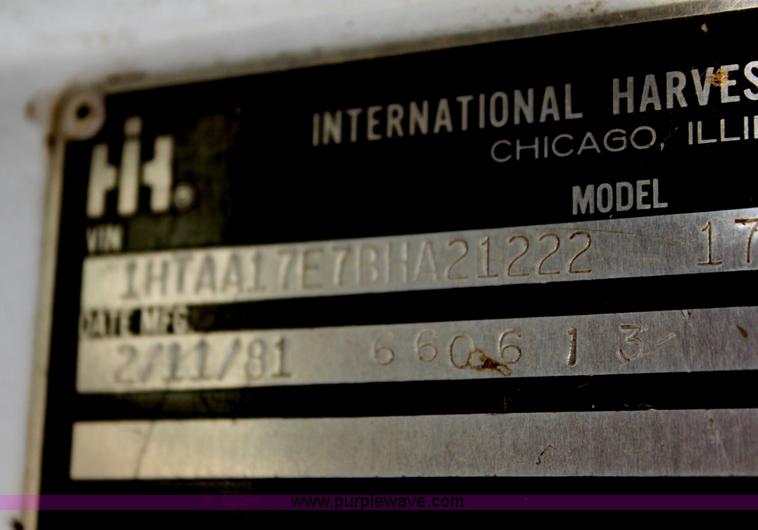 INTERNATIONAL HARVES
CHICAGO, ILLI
IH
MODEL
VIN
1HTAA17E7BHA21222 17
DATE MFG
2/11/81 660613
www.purplewave.com